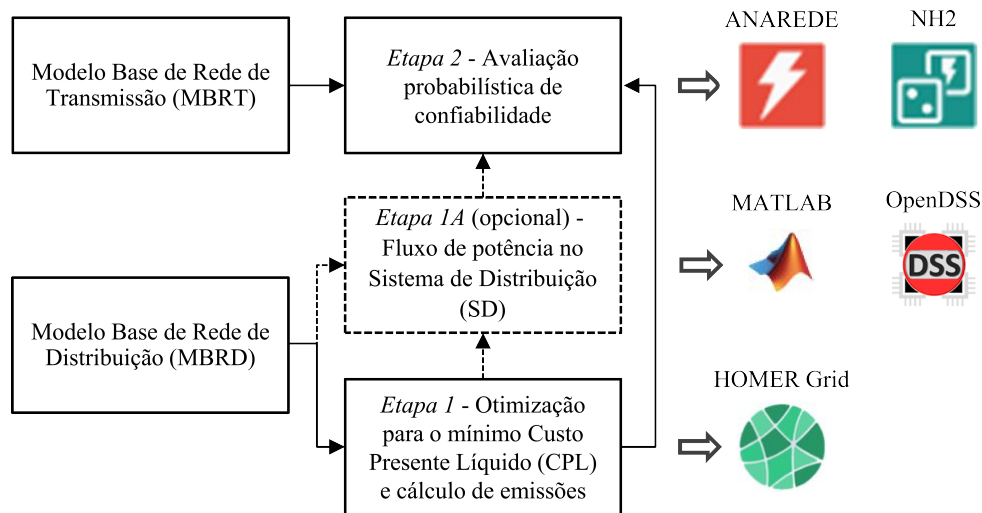 Modelo Base de Rede de
Transmissão (MBRT)
Etapa 2 - Avaliação
probabilística de
confiabilidade
ANAREDE
NH2
Etapa 1A (opcional) -
Fluxo de potência no
Sistema de Distribuição
(SD)
MATLAB
OpenDSS
DSS
Modelo Base de Rede de
Distribuição (MBRD)
Etapa 1 - Otimização
para o mínimo Custo
Presente Líquido (CPL)
e cálculo de emissões
HOMER Grid